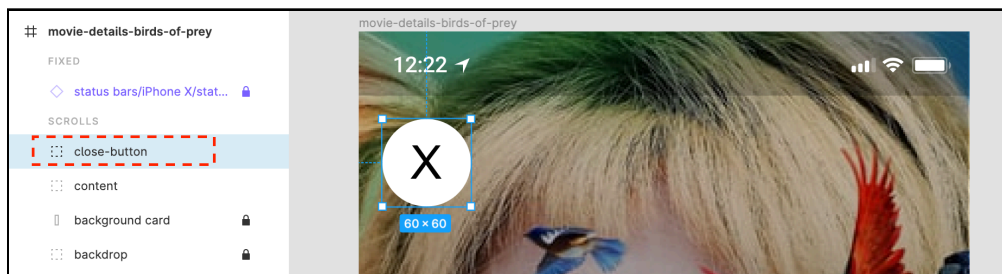 movie-details-birds-of-prey
FIXED
status bars/iPhone X/stat...
SCROLLS
close-button
content
background card
backdrop
movie-details-birds-of-prey
12:22
X
60 × 60